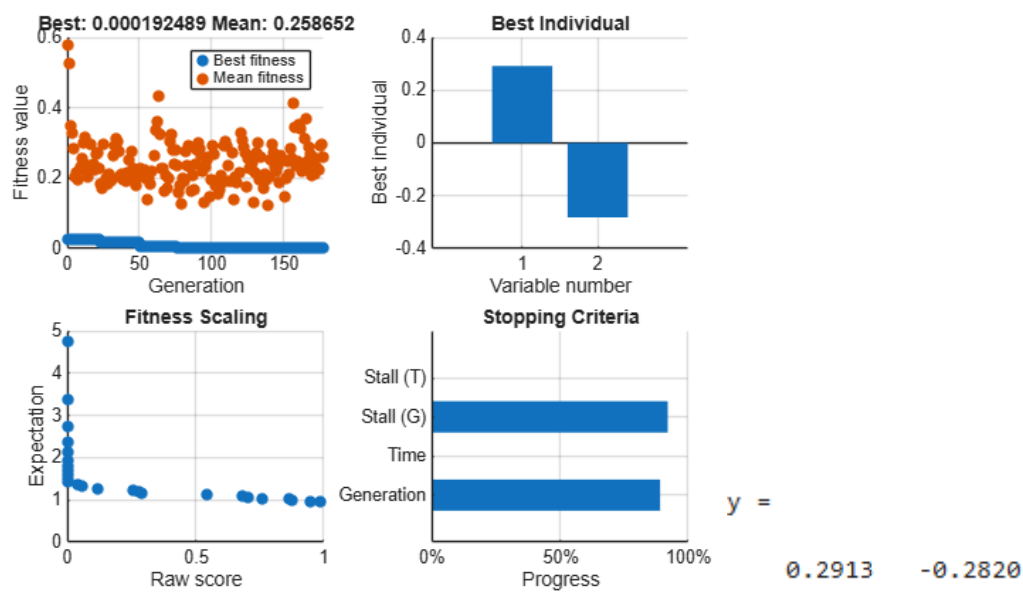 Best: 0.000192489 Mean: 0.258652
0.6
0.4
0.2
0
Fitness value
Best fitness
Mean fitness
0 50 100 150
Generation
Best Individual
0.4
0.2
0
-0.2
-0.4
Best individual
1 2
Variable number
Fitness Scaling
5
4
3
2
1
0
Expectation
0 0.5 1
Raw score
Stopping Criteria
Stall (T)
Stall (G)
Time
Generation
0% 50% 100%
Progress
y =
0.2913 -0.2820